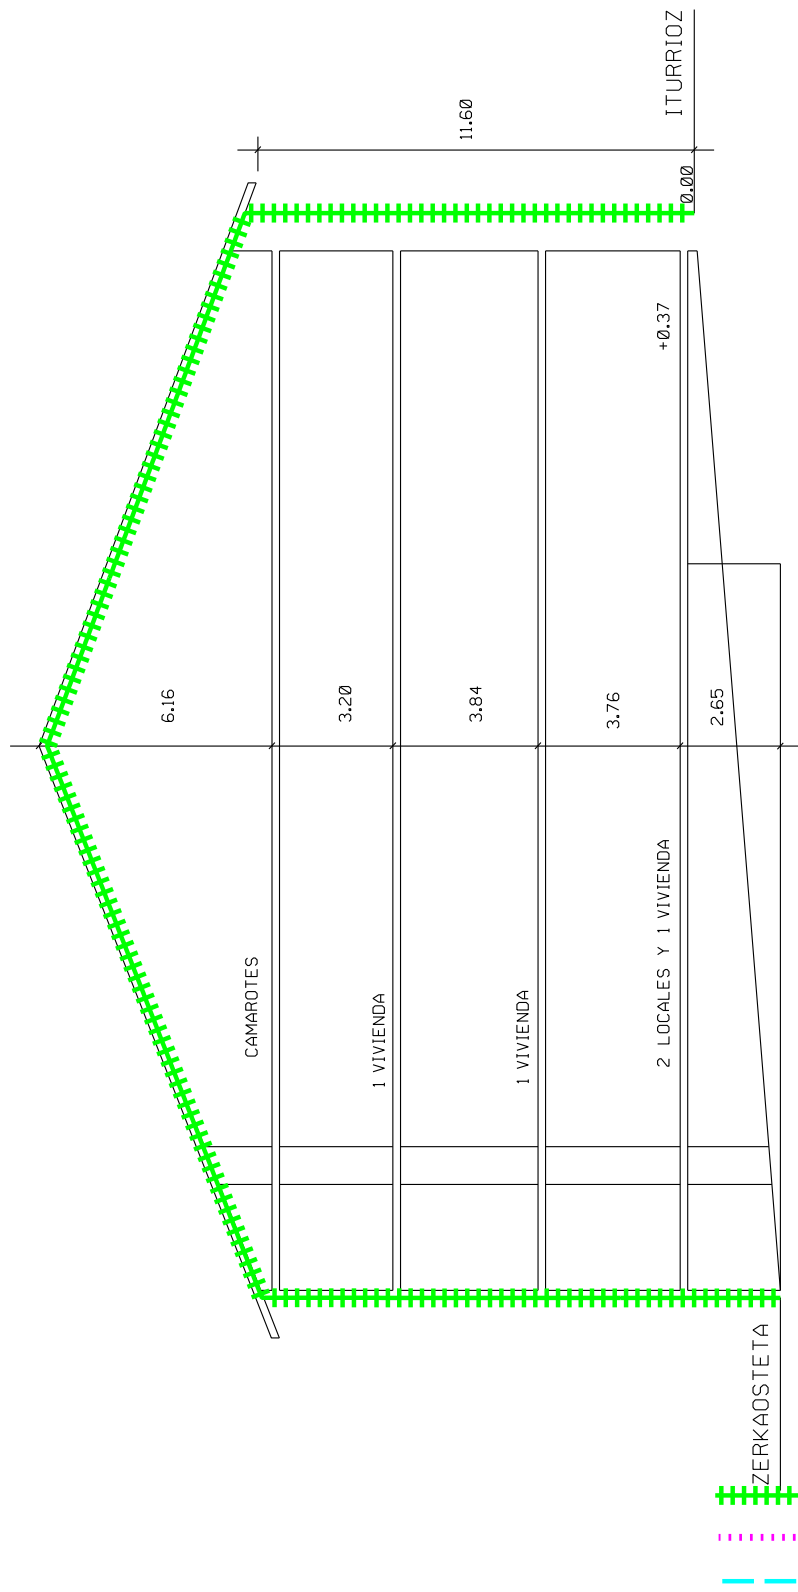 ITURRIOZ
11.60
0.00
+0.37
6.16
3.20
3.84
3.76
2.65
CAMAROTES
1 VIVIENDA
1 VIVIENDA
2 LOCALES Y 1 VIVIENDA
ZERKAOSTETA